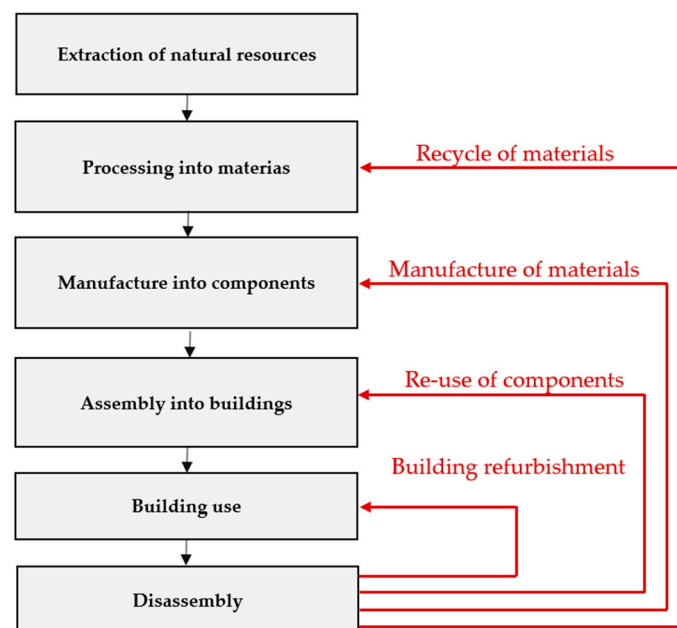 Extraction of natural resources
Processing into materias
Recycle of materials
Manufacture into components
Manufacture of materials
Assembly into buildings
Re-use of components
Building refurbishment
Building use
Disassembly